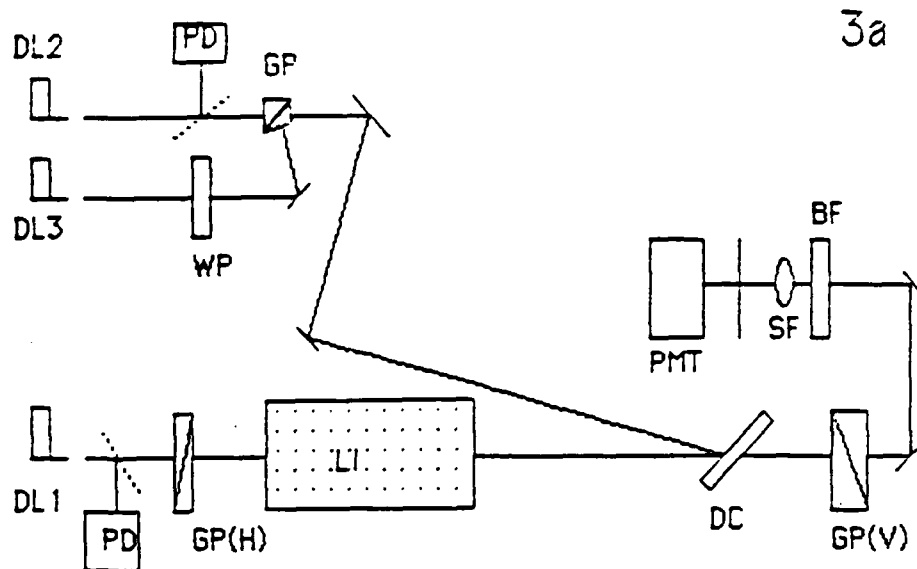 3a
DL2
PD
GP
DL3
WP
BF
SF
PMT
LI
DL1
PD
GP(H)
DC
GP(V)